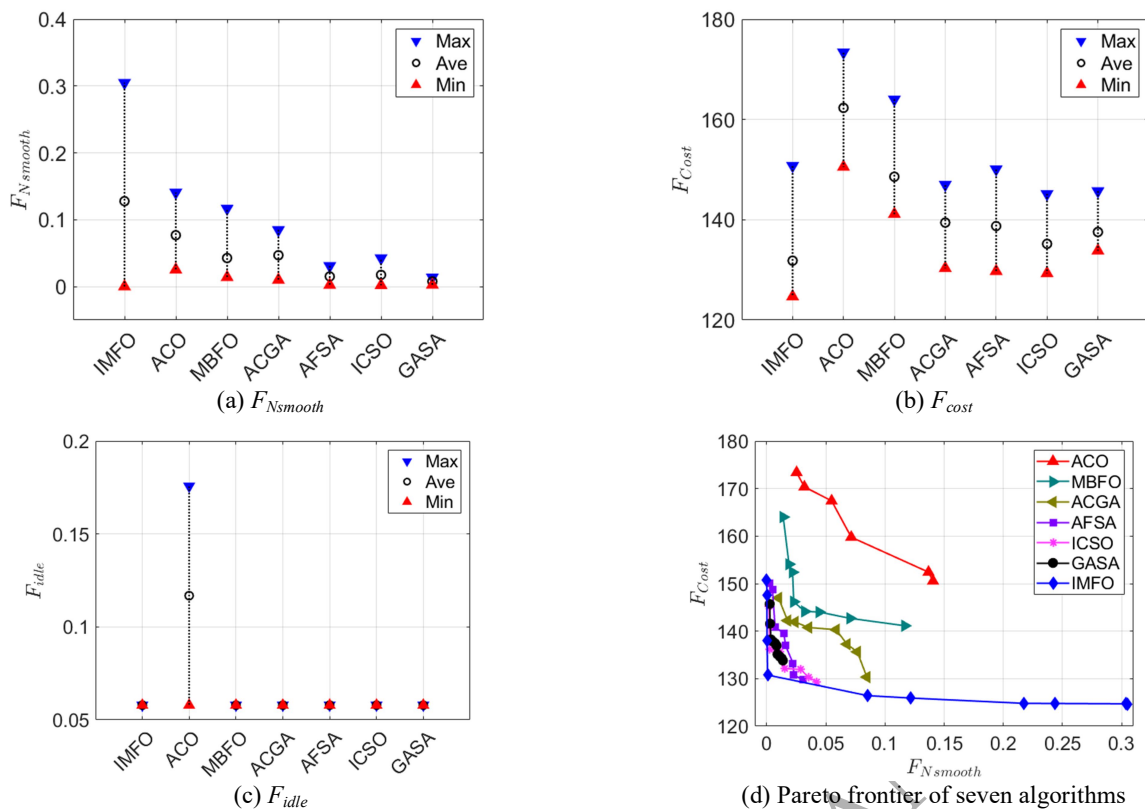 0.4
0.3
0.2
0.1
0
F_Nsmooth
Max
Ave
Min
IMFO ACO MBFO ACGA AFSA ICSO GASA
(a) F_Nsmooth
180
160
140
120
F_Cost
Max
Ave
Min
IMFO ACO MBFO ACGA AFSA ICSO GASA
(b) F_cost
0.2
0.15
0.1
0.05
F_idle
Max
Ave
Min
IMFO ACO MBFO ACGA AFSA ICSO GASA
(c) F_idle
180
170
160
150
140
130
120
F_Cost
ACO
MBFO
ACGA
AFSA
ICSO
GASA
IMFO
0 0.05 0.1 0.15 0.2 0.25 0.3
F_Nsmooth
(d) Pareto frontier of seven algorithms